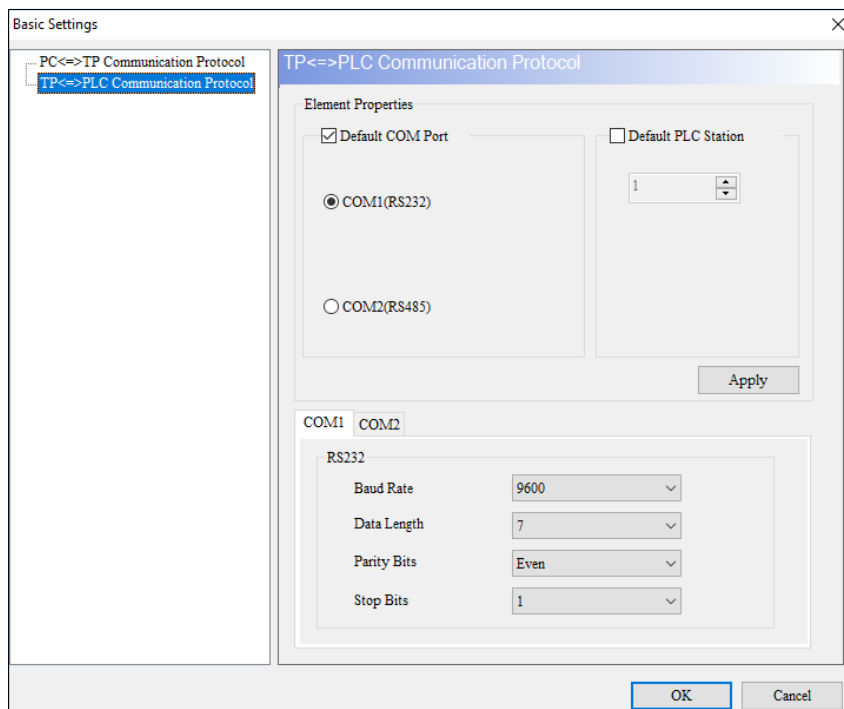 Basic Settings
PC<=>TP Communication Protocol
TP<=>PLC Communication Protocol
TP<=>PLC Communication Protocol
Element Properties
Default COM Port
Default PLC Station
1
COM1(RS232)
COM2(RS485)
Apply
COM1 COM2
RS232
Baud Rate 9600
Data Length 7
Parity Bits Even
Stop Bits 1
OK Cancel